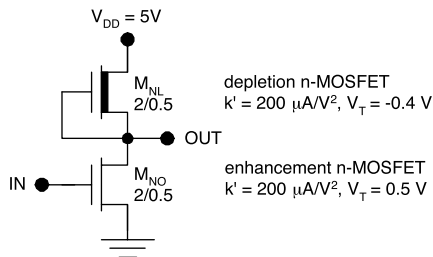 V_DD = 5V
M_NL
2/0.5
depletion n-MOSFET
k' = 200 μA/V², V_T = -0.4 V
OUT
IN
M_NO
2/0.5
enhancement n-MOSFET
k' = 200 μA/V², V_T = 0.5 V